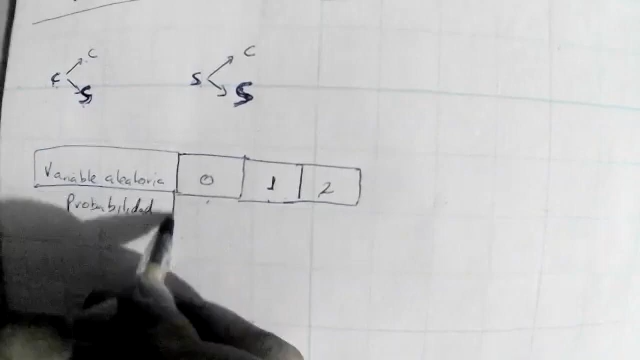 C C
C S
S S
Variable aleatoria 0 1 2
Probabilidad